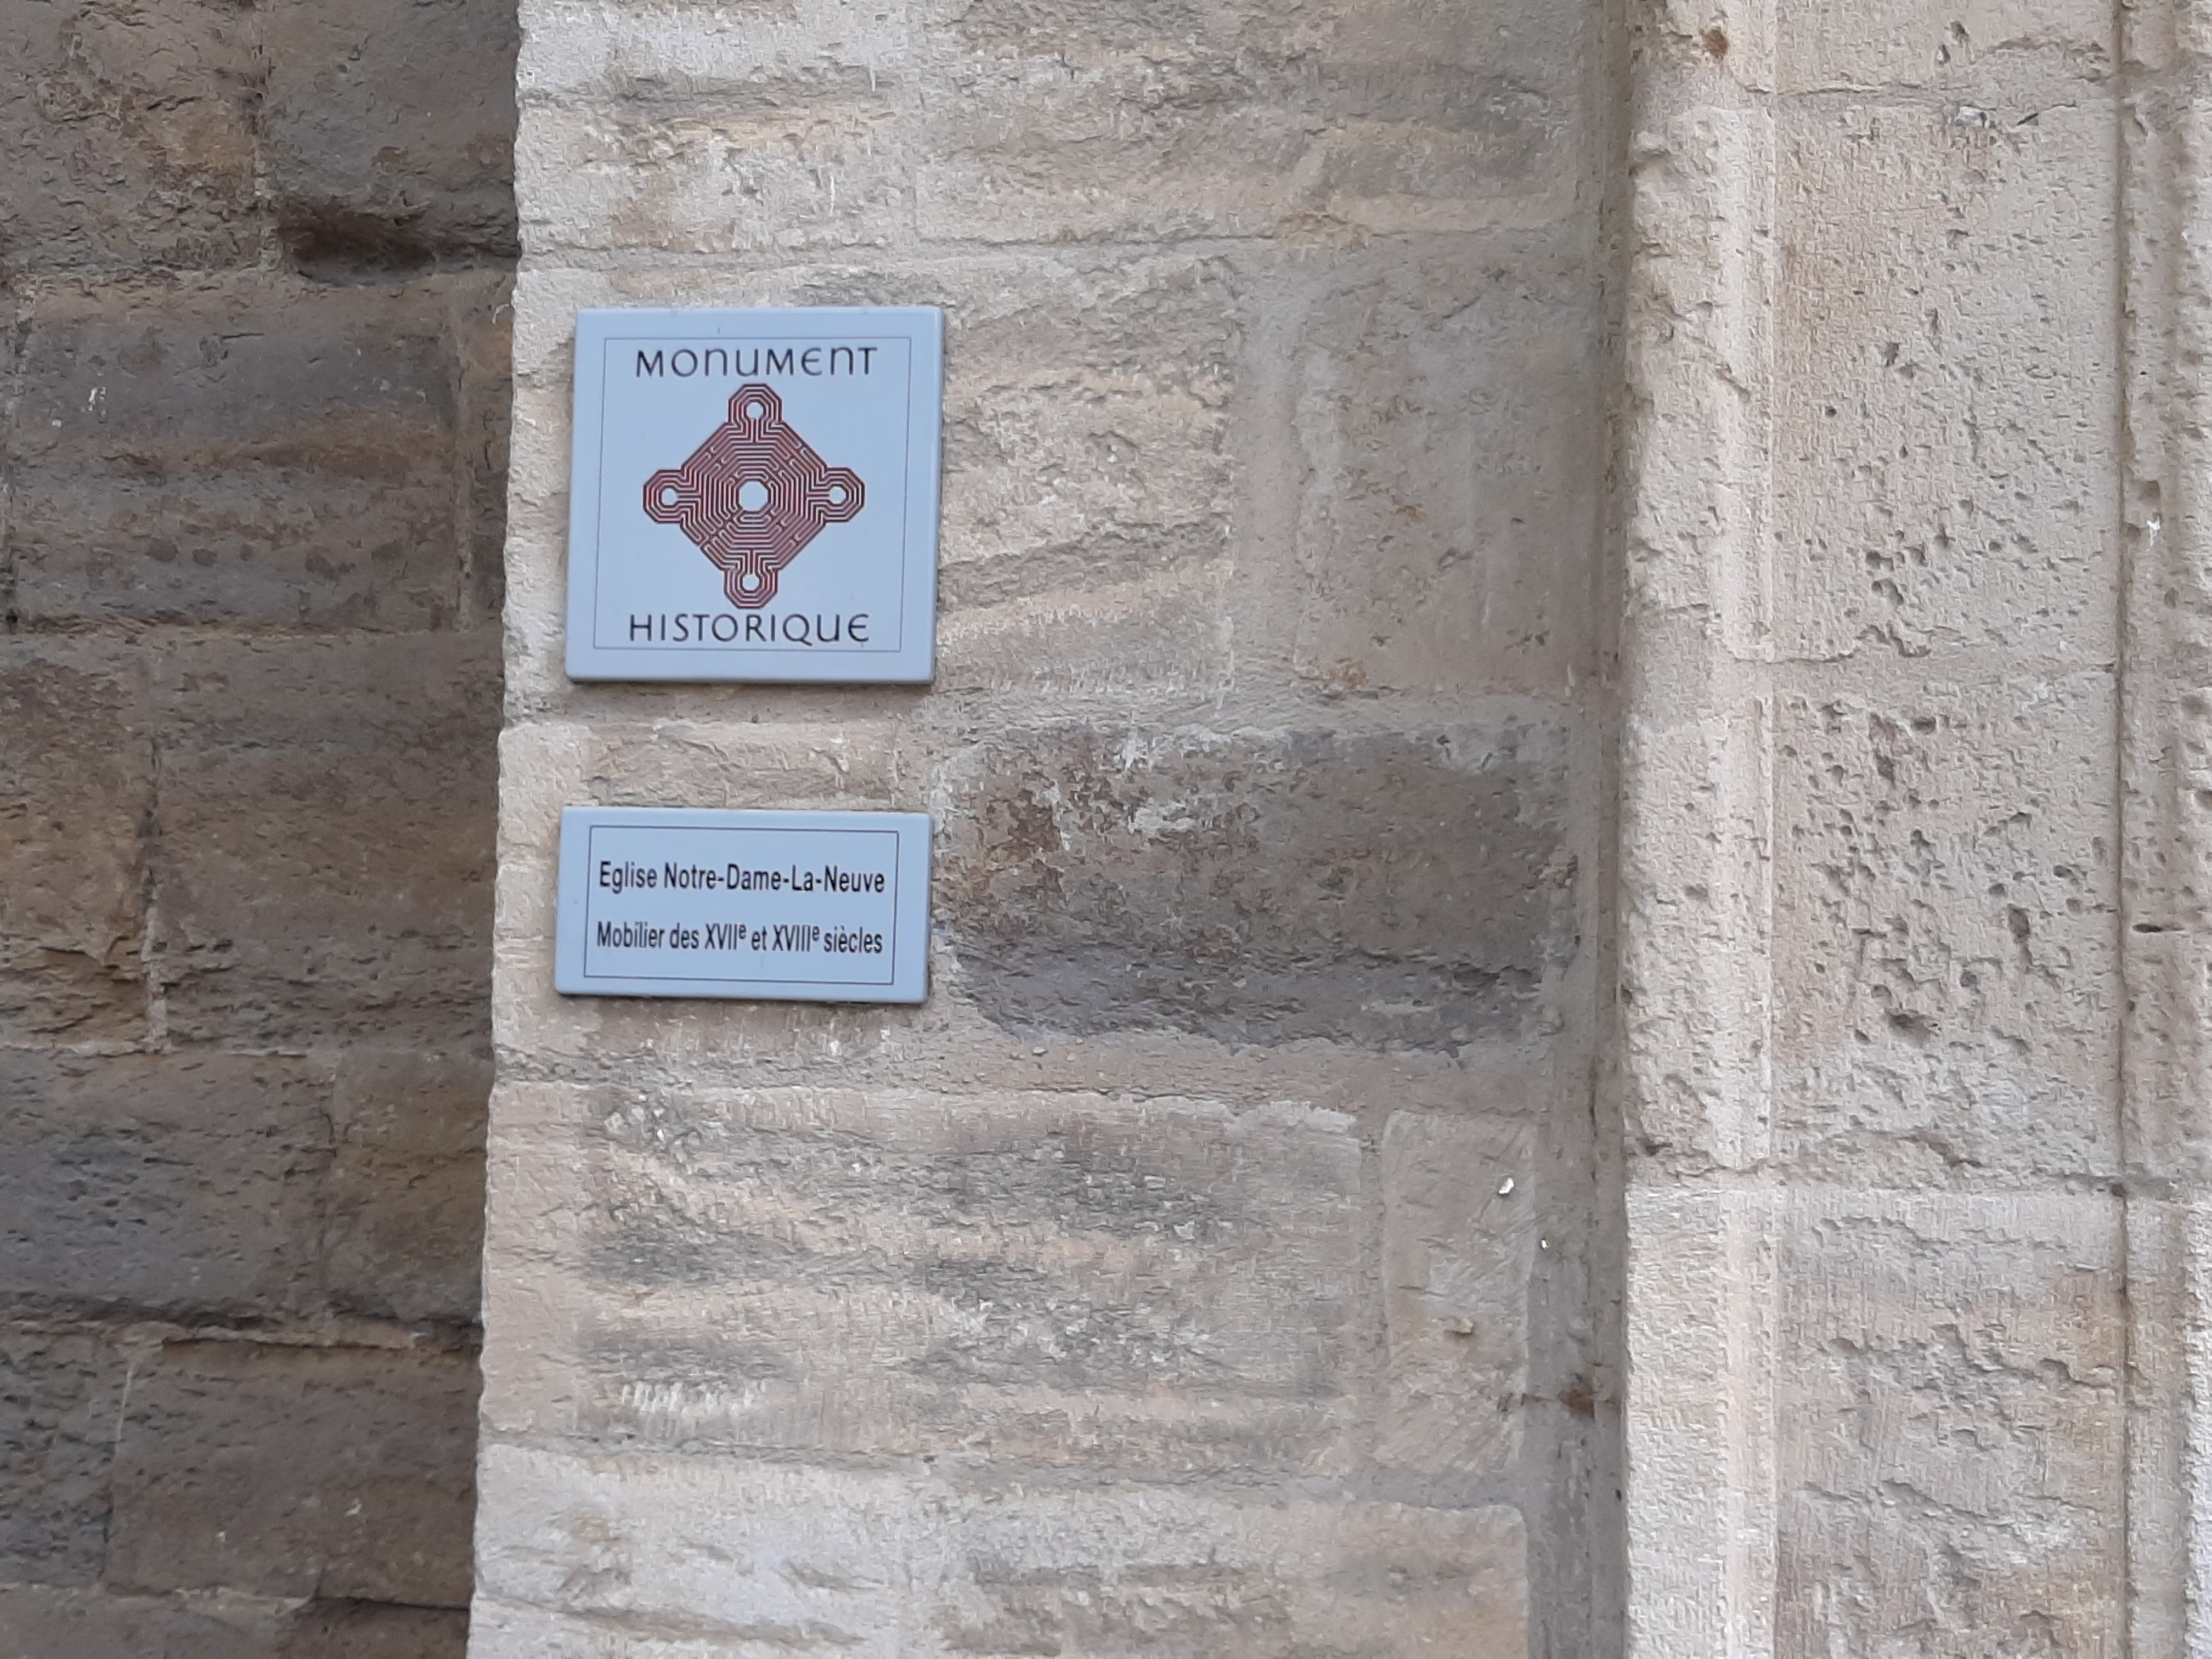 MONUMENT
HISTORIQUE
Eglise Notre-Dame-La-Neuve
Mobilier des XVIIe et XVIIIe siècles